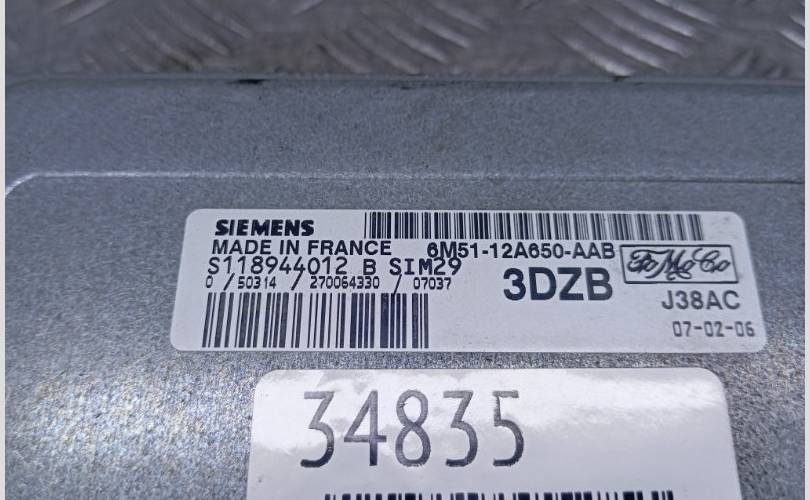 SIEMENS
MADE IN FRANCE 6M51-12A650-AAB
S118944012 B SIM29 3DZB FoMoCo
0 / 50314 / 270064330 / 07037
J38AC
07-02-06
34835